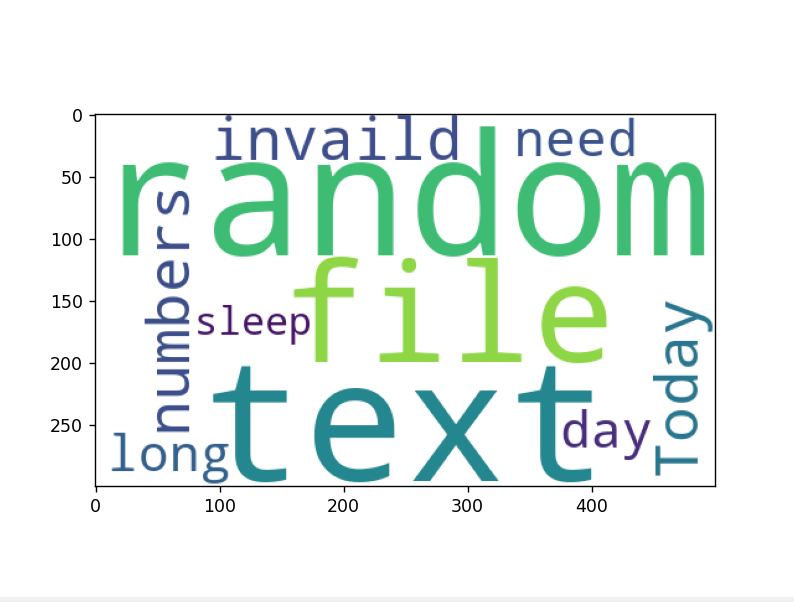 invaild
need
random
numbers
file
sleep
text
Today
day
long
0
50
100
150
200
250
0
100
200
300
400